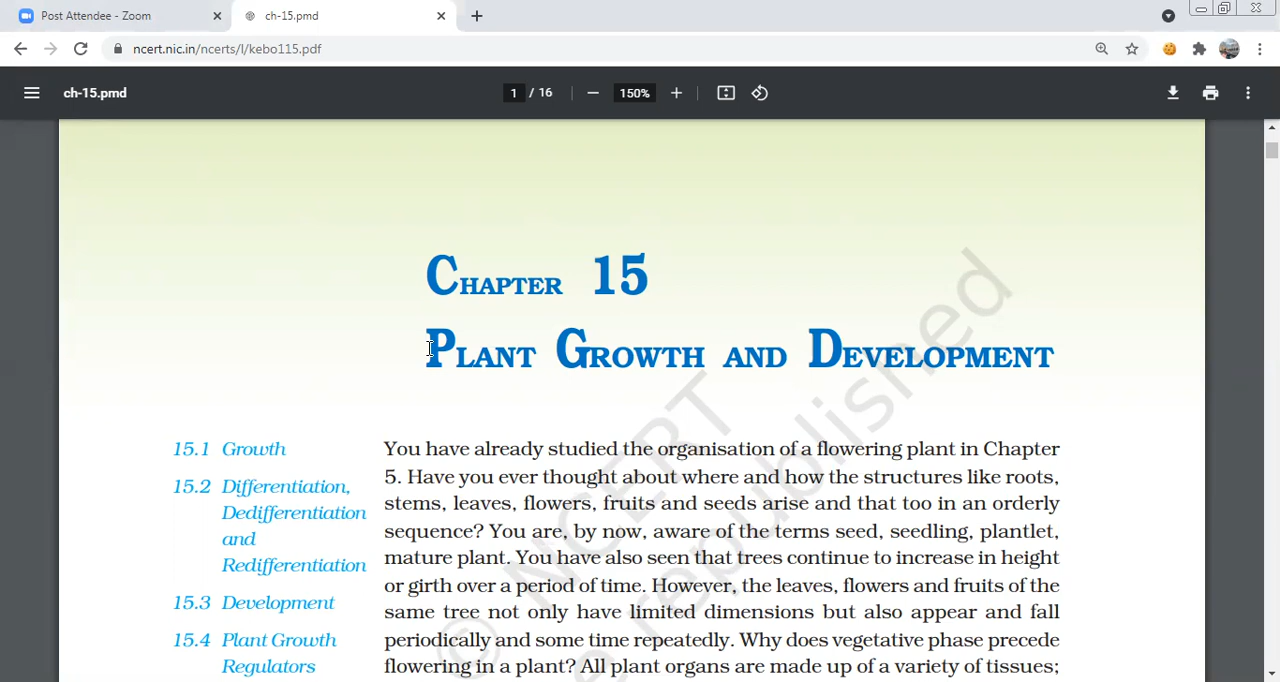 Post Attendee - Zoom
ch-15.pmd
ncert.nic.in/ncerts/l/kebo115.pdf
ch-15.pmd
1 / 16
150%
CHAPTER 15
PLANT GROWTH AND DEVELOPMENT
15.1 Growth
15.2 Differentiation,
Dedifferentiation
and
Redifferentiation
15.3 Development
15.4 Plant Growth
Regulators
You have already studied the organisation of a flowering plant in Chapter
5. Have you ever thought about where and how the structures like roots,
stems, leaves, flowers, fruits and seeds arise and that too in an orderly
sequence? You are, by now, aware of the terms seed, seedling, plantlet,
mature plant. You have also seen that trees continue to increase in height
or girth over a period of time. However, the leaves, flowers and fruits of the
same tree not only have limited dimensions but also appear and fall
periodically and some time repeatedly. Why does vegetative phase precede
flowering in a plant? All plant organs are made up of a variety of tissues;
© NCERT
e republished